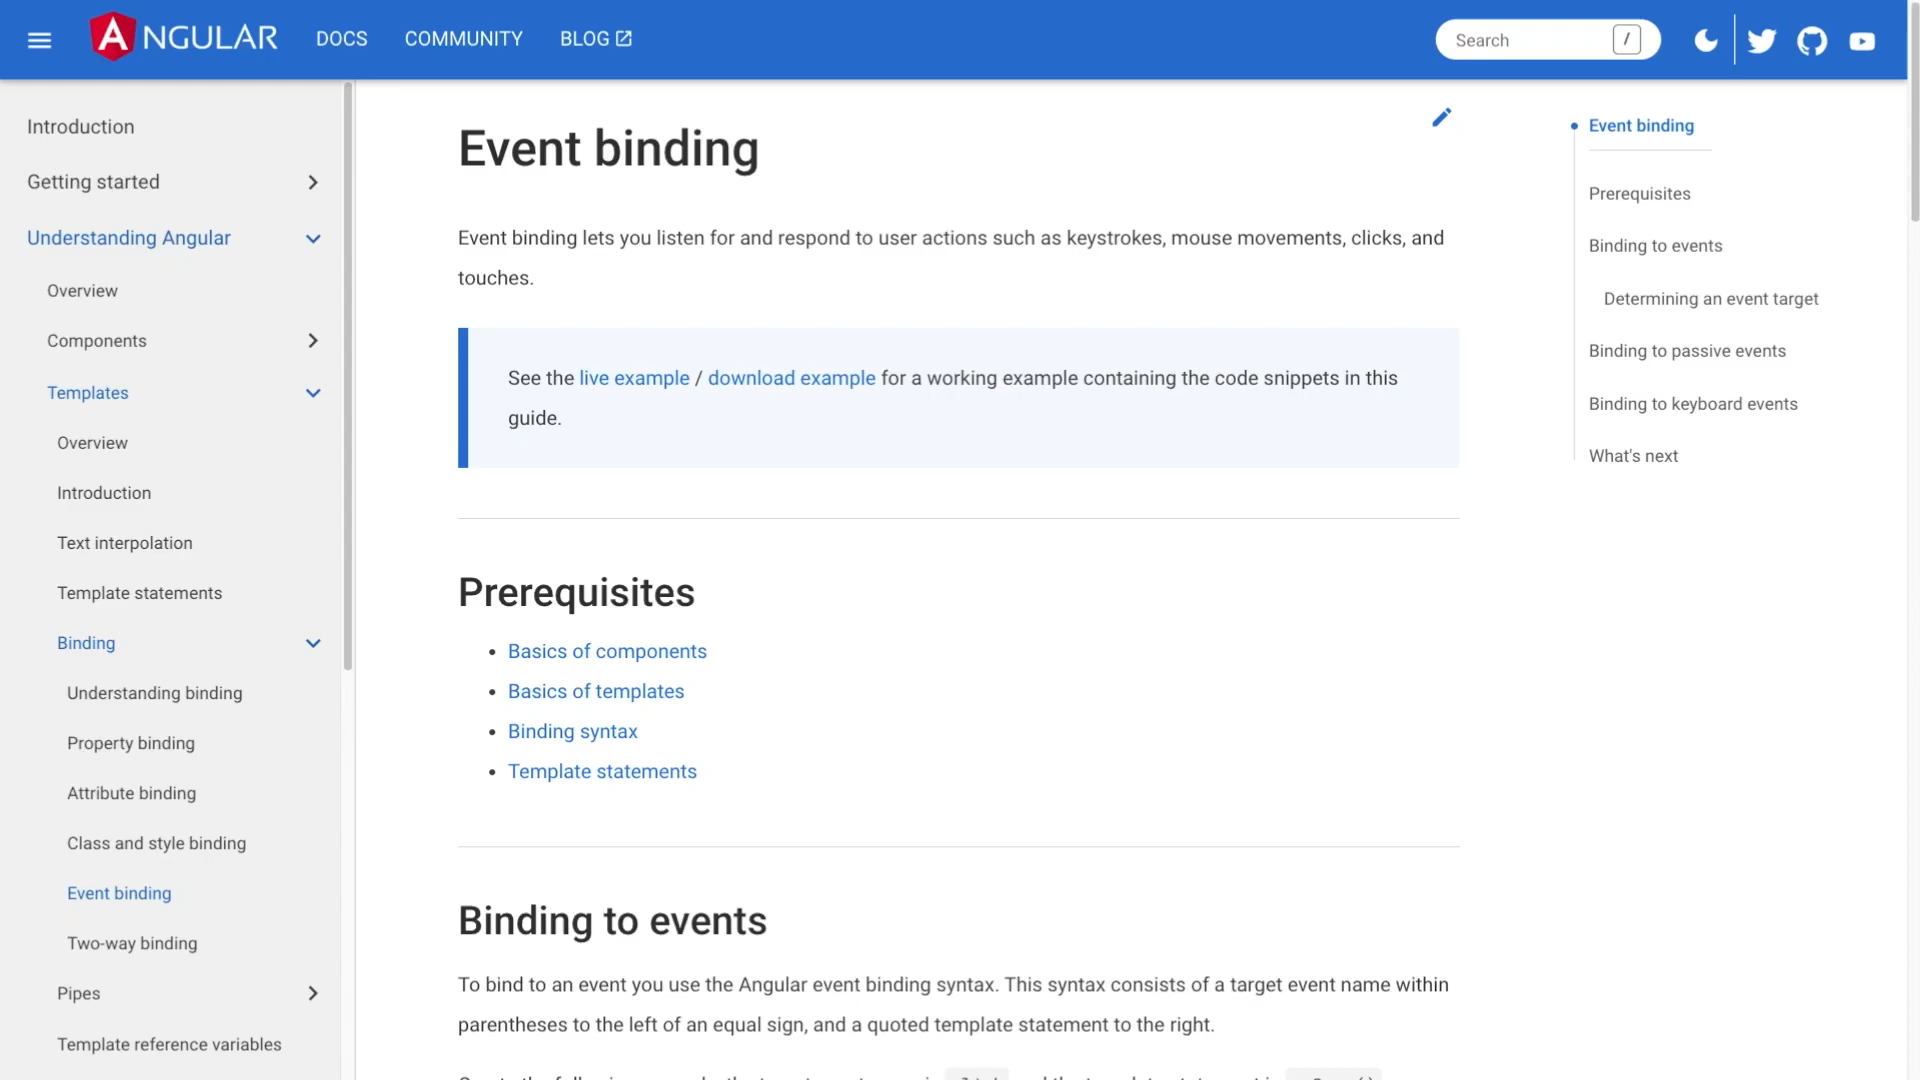 NGULAR
DOCS
COMMUNITY
BLOG
Search
/
Introduction
Getting started
Understanding Angular
Overview
Components
Templates
Overview
Introduction
Text interpolation
Template statements
Binding
Understanding binding
Property binding
Attribute binding
Class and style binding
Event binding
Two-way binding
Pipes
Template reference variables
Event binding
Event binding lets you listen for and respond to user actions such as keystrokes, mouse movements, clicks, and
touches.
See the live example / download example for a working example containing the code snippets in this
guide.
Prerequisites
Basics of components
Basics of templates
Binding syntax
Template statements
Binding to events
To bind to an event you use the Angular event binding syntax. This syntax consists of a target event name within
parentheses to the left of an equal sign, and a quoted template statement to the right.
Event binding
Prerequisites
Binding to events
Determining an event target
Binding to passive events
Binding to keyboard events
What's next